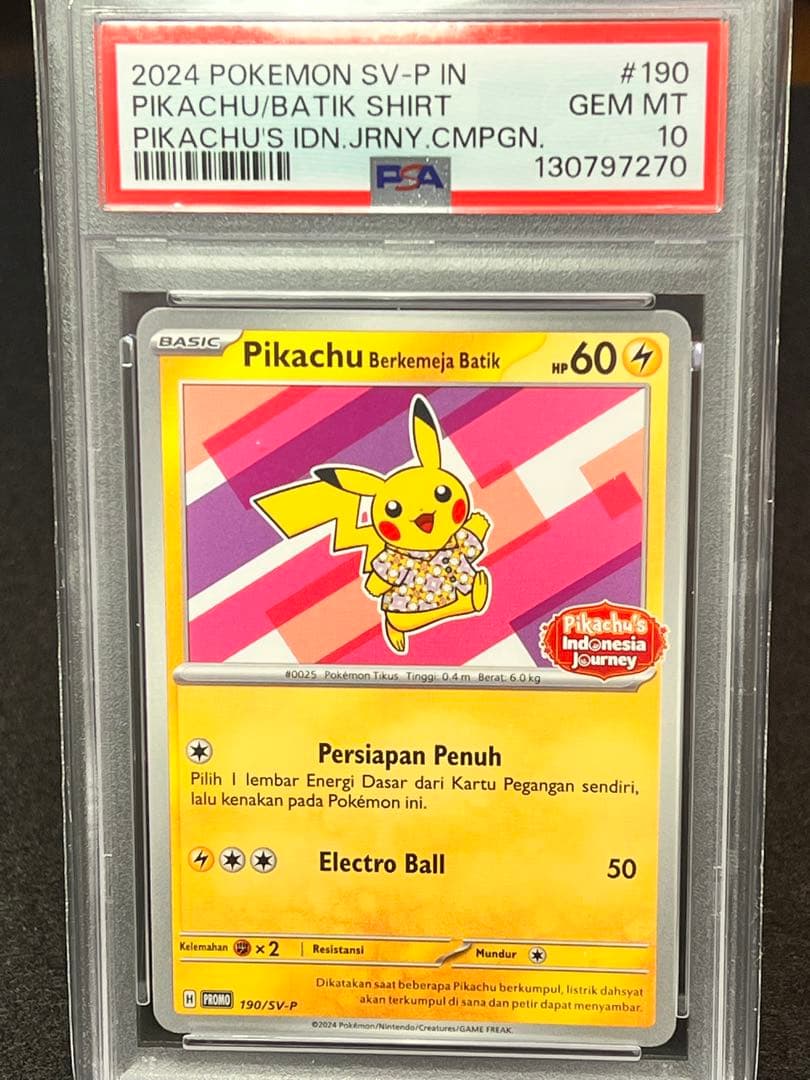 2024 POKEMON SV-P IN #190
PIKACHU/BATIK SHIRT GEM MT
PIKACHU'S IDN.JRNY.CMPGN. 10
PSA 130797270
BASIC Pikachu Berkemeja Batik HP 60
Pikachu's
Indonesia
Journey
#0025 Pokémon Tikus Tinggi: 0.4 m Berat: 6.0 kg
Persiapan Penuh
Pilih 1 lembar Energi Dasar dari Kartu Pegangan sendiri,
lalu kenakan pada Pokémon ini.
Electro Ball 50
Kelemahan ×2 Resistansi Mundur
Dikatakan saat beberapa Pikachu berkumpul, listrik dahsyat
akan terkumpul di sana dan petir dapat menyambar.
H PROMO 190/SV-P
©2024 Pokémon/Nintendo/Creatures/GAME FREAK.